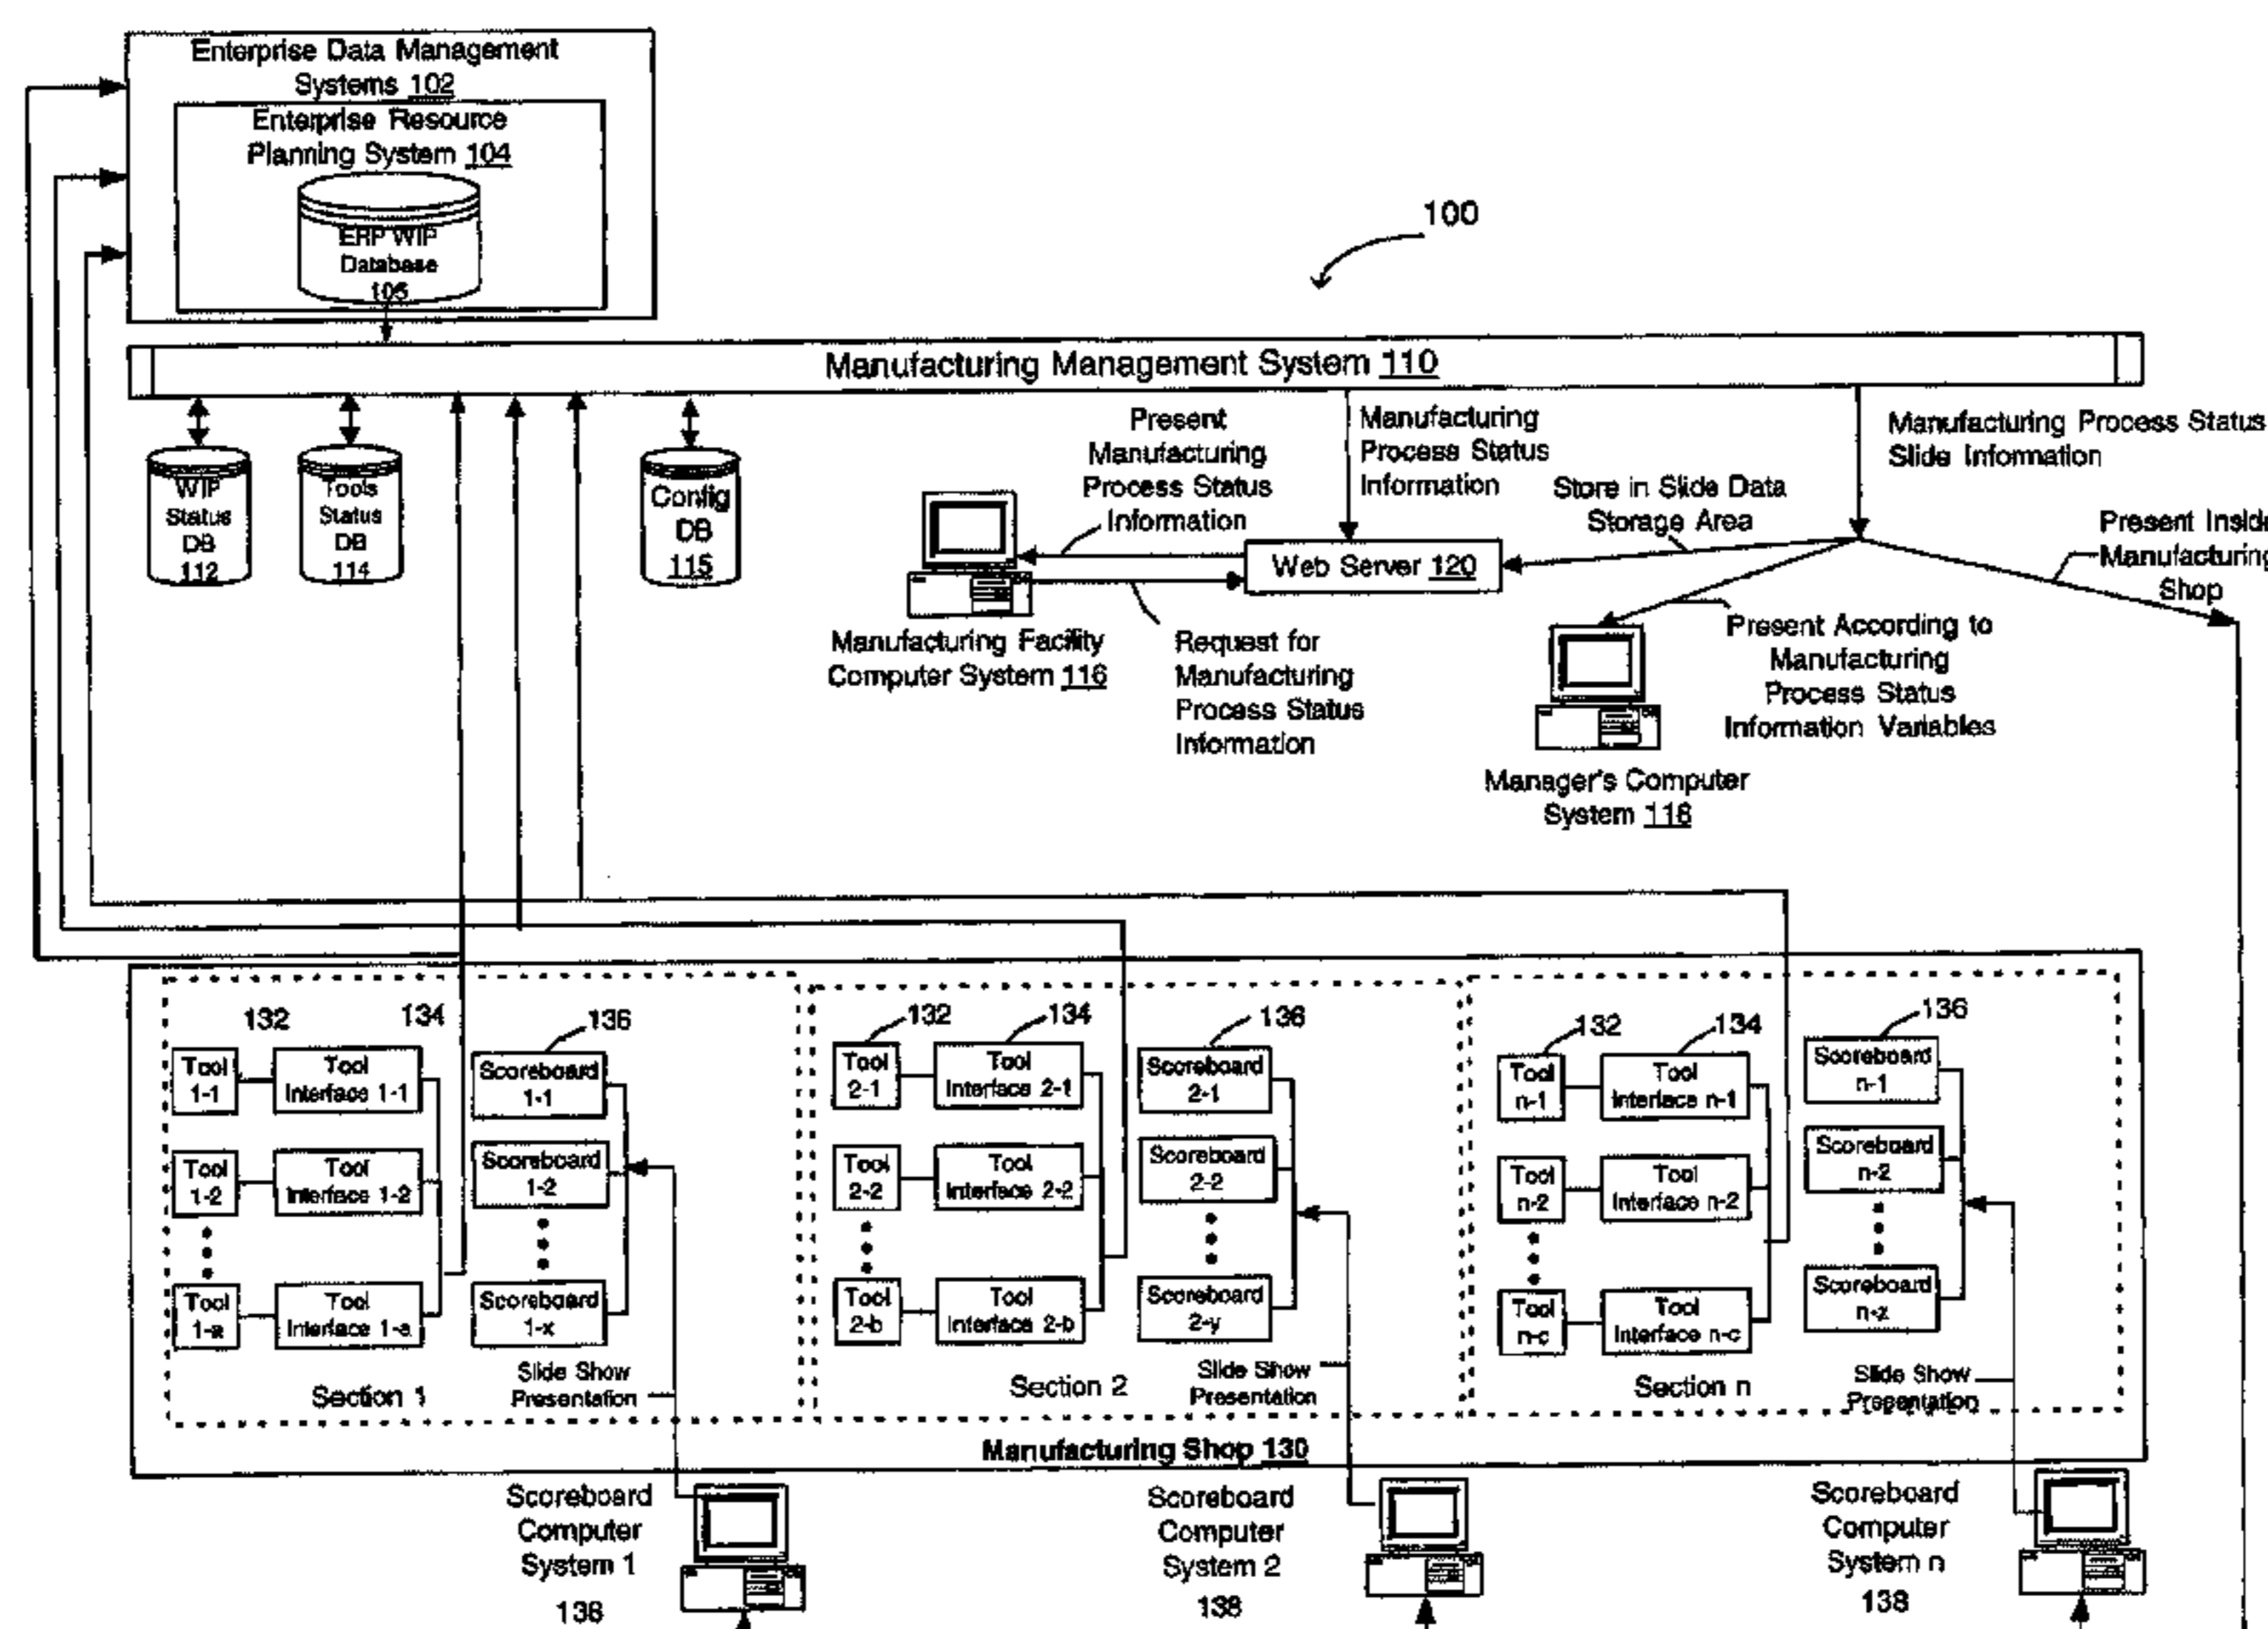 Enterprise Data Management
Systems 102
Enterprise Resource
Planning System 104
ERP WIP
Database
105
100
Manufacturing Management System 110
WIP
Status
DB
112
Tools
Status
DB
114
Config
DB
115
Present
Manufacturing
Process Status
Information
Manufacturing
Process Status
Information
Manufacturing Process Status
Slide Information
Store in Slide Data
Storage Area
Present Inside
Manufacturing
Shop
Web Server 120
Manufacturing Facility
Computer System 116
Request for
Manufacturing
Process Status
Information
Present According to
Manufacturing
Process Status
Information Variables
Manager's Computer
System 118
132
134
136
Tool
1-1
Tool
Interface 1-1
Scoreboard
1-1
Tool
1-2
Tool
Interface 1-2
Scoreboard
1-2
Tool
1-a
Tool
Interface 1-a
Scoreboard
1-x
Section 1
Slide Show
Presentation
132
134
136
Tool
2-1
Tool
Interface 2-1
Scoreboard
2-1
Tool
2-2
Tool
Interface 2-2
Scoreboard
2-2
Tool
2-b
Tool
Interface 2-b
Scoreboard
2-y
Section 2
Slide Show
Presentation
132
134
136
Tool
n-1
Tool
Interface n-1
Scoreboard
n-1
Tool
n-2
Tool
Interface n-2
Scoreboard
n-2
Tool
n-c
Tool
Interface n-c
Scoreboard
n-z
Section n
Slide Show
Presentation
Manufacturing Shop 130
Scoreboard
Computer
System 1
138
Scoreboard
Computer
System 2
138
Scoreboard
Computer
System n
138